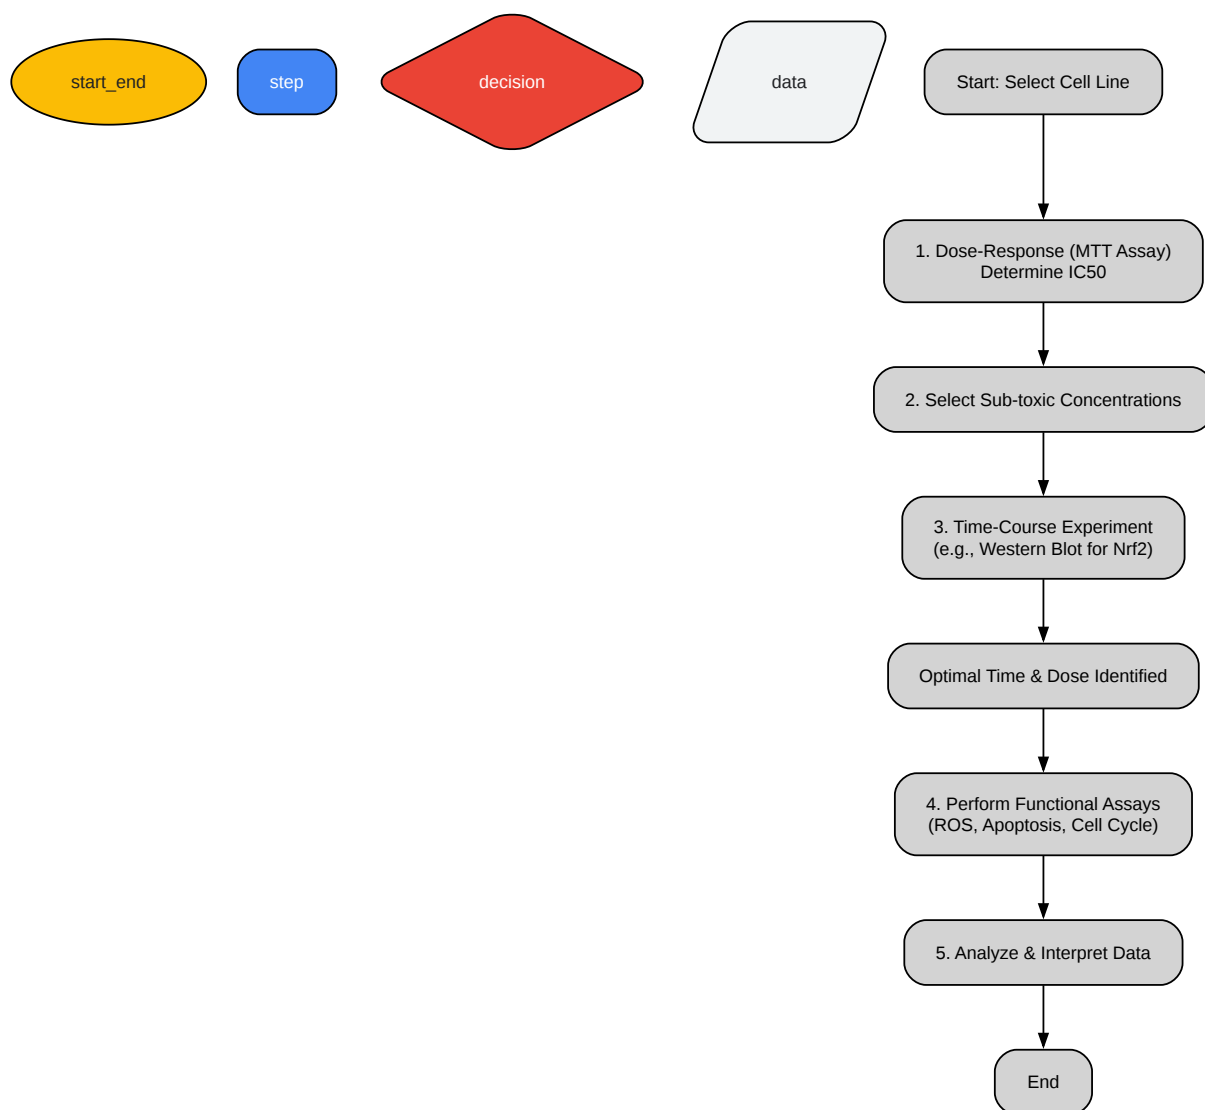 start_end
step
decision
data
Start: Select Cell Line
1. Dose-Response (MTT Assay)
Determine IC50
2. Select Sub-toxic Concentrations
3. Time-Course Experiment
(e.g., Western Blot for Nrf2)
Optimal Time & Dose Identified
4. Perform Functional Assays
(ROS, Apoptosis, Cell Cycle)
5. Analyze & Interpret Data
End